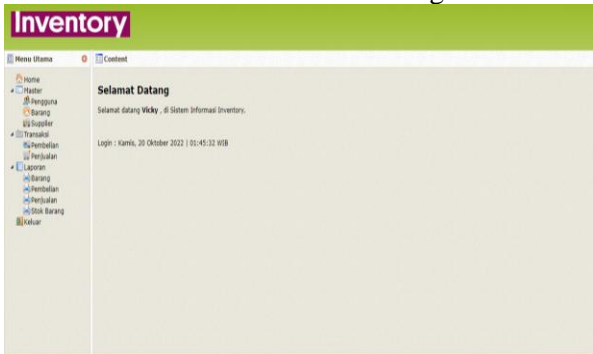 Inventory
Menu Utama
Content
Home
Master
Pengguna
Barang
Supplier
Transaksi
Pembelian
Penjualan
Laporan
Barang
Pembelian
Penjualan
Stok Barang
Keluar
Selamat Datang
Selamat datang Vicky , di Sistem Informasi Inventory.
Login : Kamis, 20 Oktober 2022 | 01:45:32 WIB